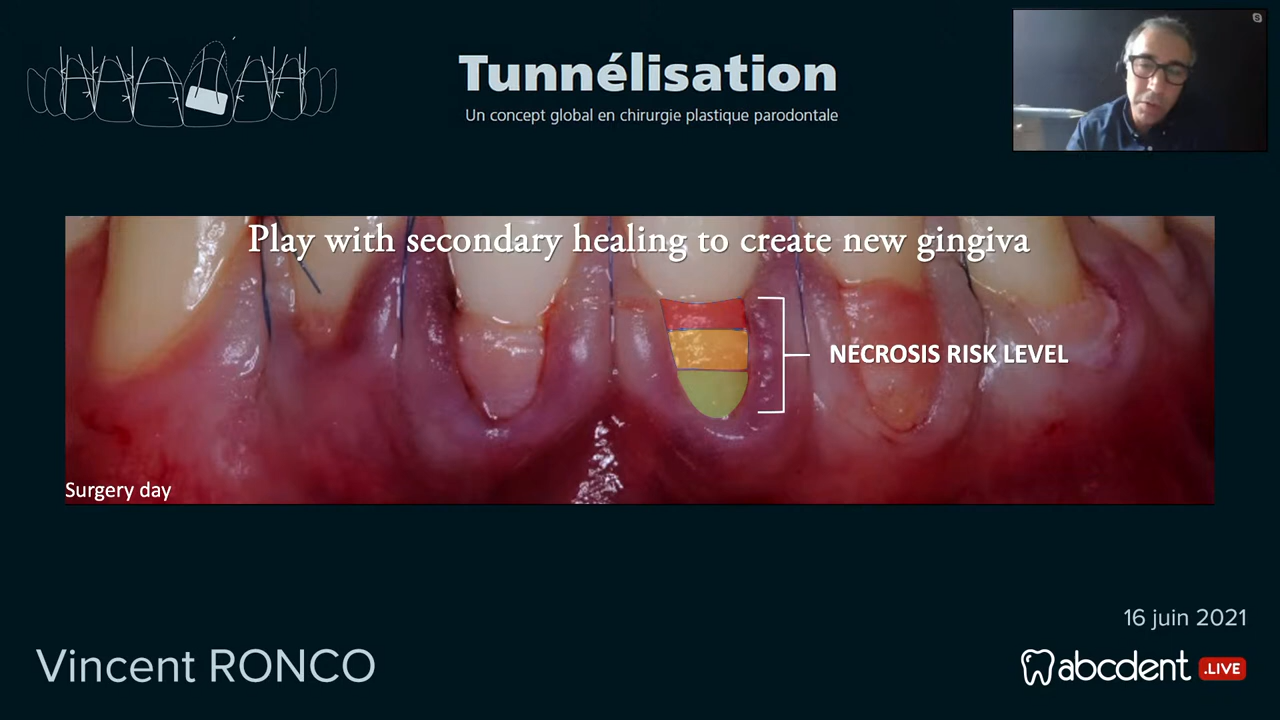 Tunnélisation
Un concept global en chirurgie plastique parodontale
Play with secondary healing to create new gingiva
NECROSIS RISK LEVEL
Surgery day
16 juin 2021
Vincent RONCO
abcdent .LIVE